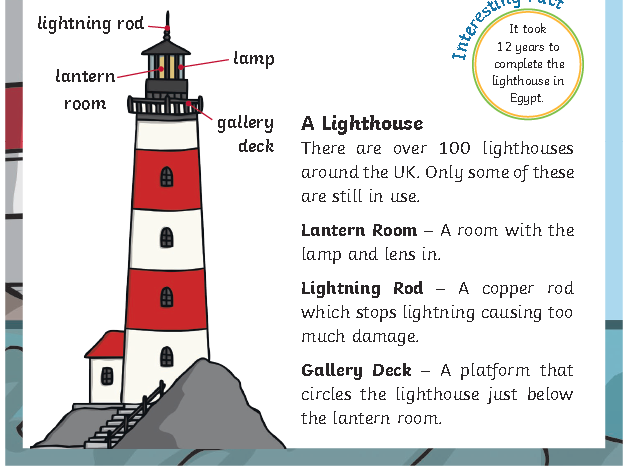 lightning rod
lamp
lantern
room
gallery
deck
Interesting Fact
It took
12 years to
complete the
lighthouse in
Egypt.
A Lighthouse
There are over 100 lighthouses
around the UK. Only some of these
are still in use.
Lantern Room – A room with the
lamp and lens in.
Lightning Rod – A copper rod
which stops lightning causing too
much damage.
Gallery Deck – A platform that
circles the lighthouse just below
the lantern room.